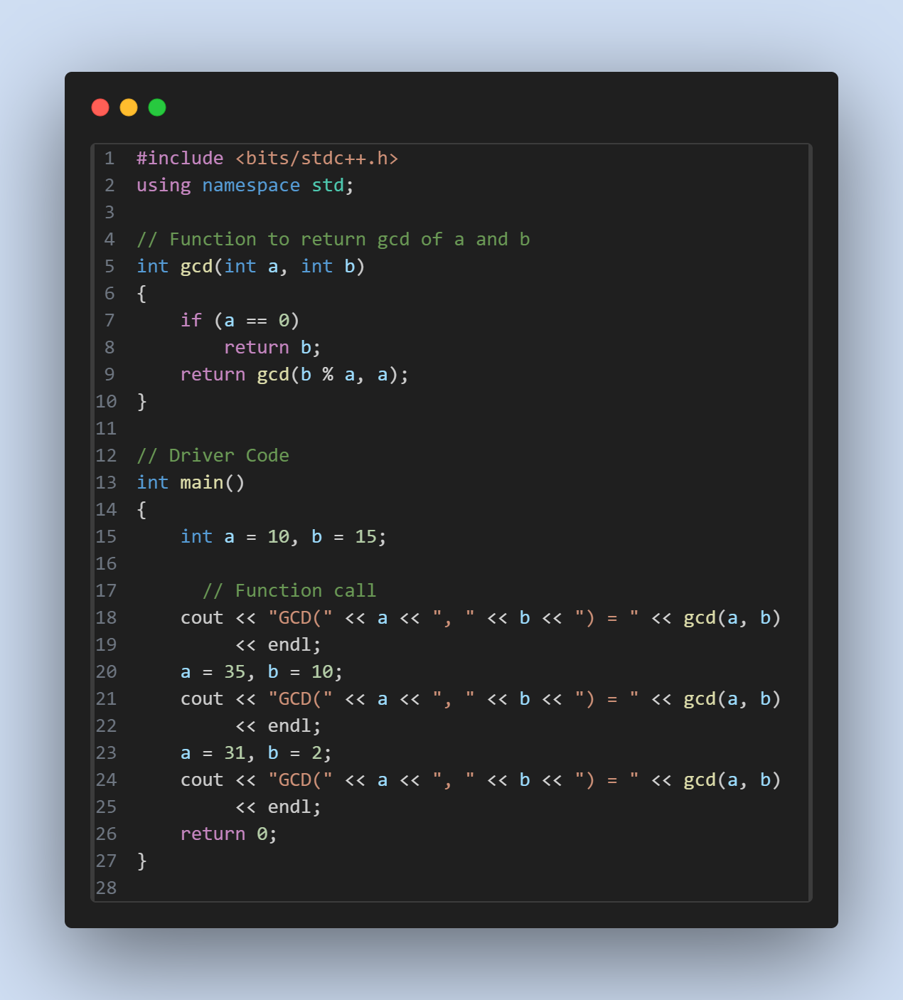 1 #include <bits/stdc++.h>
2 using namespace std;
3
4 // Function to return gcd of a and b
5 int gcd(int a, int b)
6 {
7     if (a == 0)
8         return b;
9     return gcd(b % a, a);
10 }
11
12 // Driver Code
13 int main()
14 {
15     int a = 10, b = 15;
16
17       // Function call
18     cout << "GCD(" << a << ", " << b << ") = " << gcd(a, b)
19          << endl;
20     a = 35, b = 10;
21     cout << "GCD(" << a << ", " << b << ") = " << gcd(a, b)
22          << endl;
23     a = 31, b = 2;
24     cout << "GCD(" << a << ", " << b << ") = " << gcd(a, b)
25          << endl;
26     return 0;
27 }
28